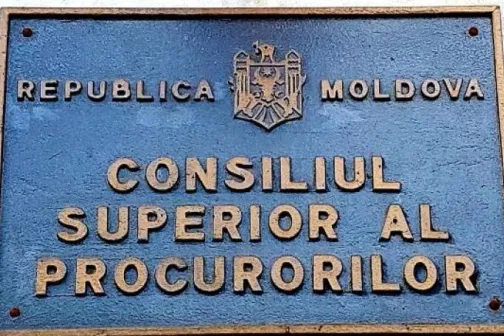 REPUBLICA MOLDOVA
CONSILIUL
SUPERIOR AL
PROCURORILOR